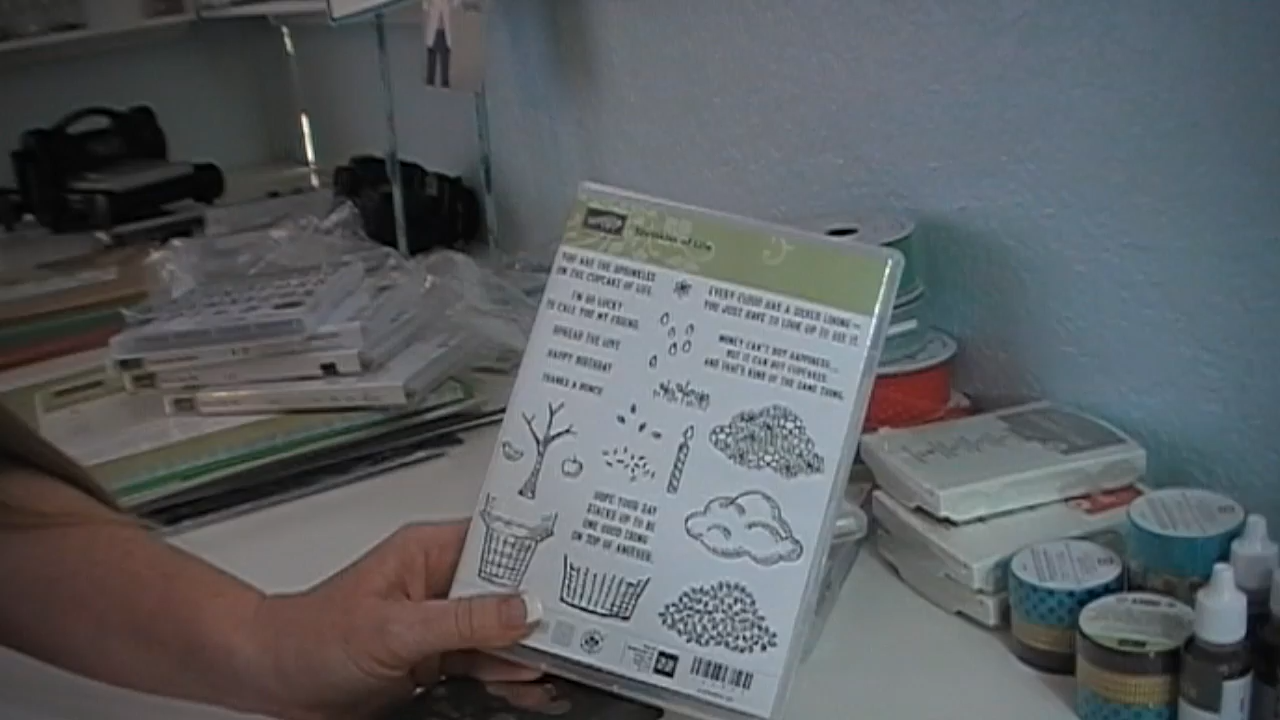 Sprinkles of Life
YOU ARE THE SPRINKLES
ON THE CUPCAKE OF LIFE.
I'M SO LUCKY
TO CALL YOU MY FRIEND.
SPREAD THE LOVE
HAPPY BIRTHDAY
THANKS A BUNCH
EVERY CLOUD HAS A SILVER LINING—
YOU JUST HAVE TO LOOK UP TO SEE IT.
MONEY CAN'T BUY HAPPINESS...
BUT IT CAN BUY CUPCAKES.
AND THAT'S KIND OF THE SAME THING.
HOPE YOUR DAY
STACKS UP TO BE
ONE GOOD THING
ON TOP OF ANOTHER.